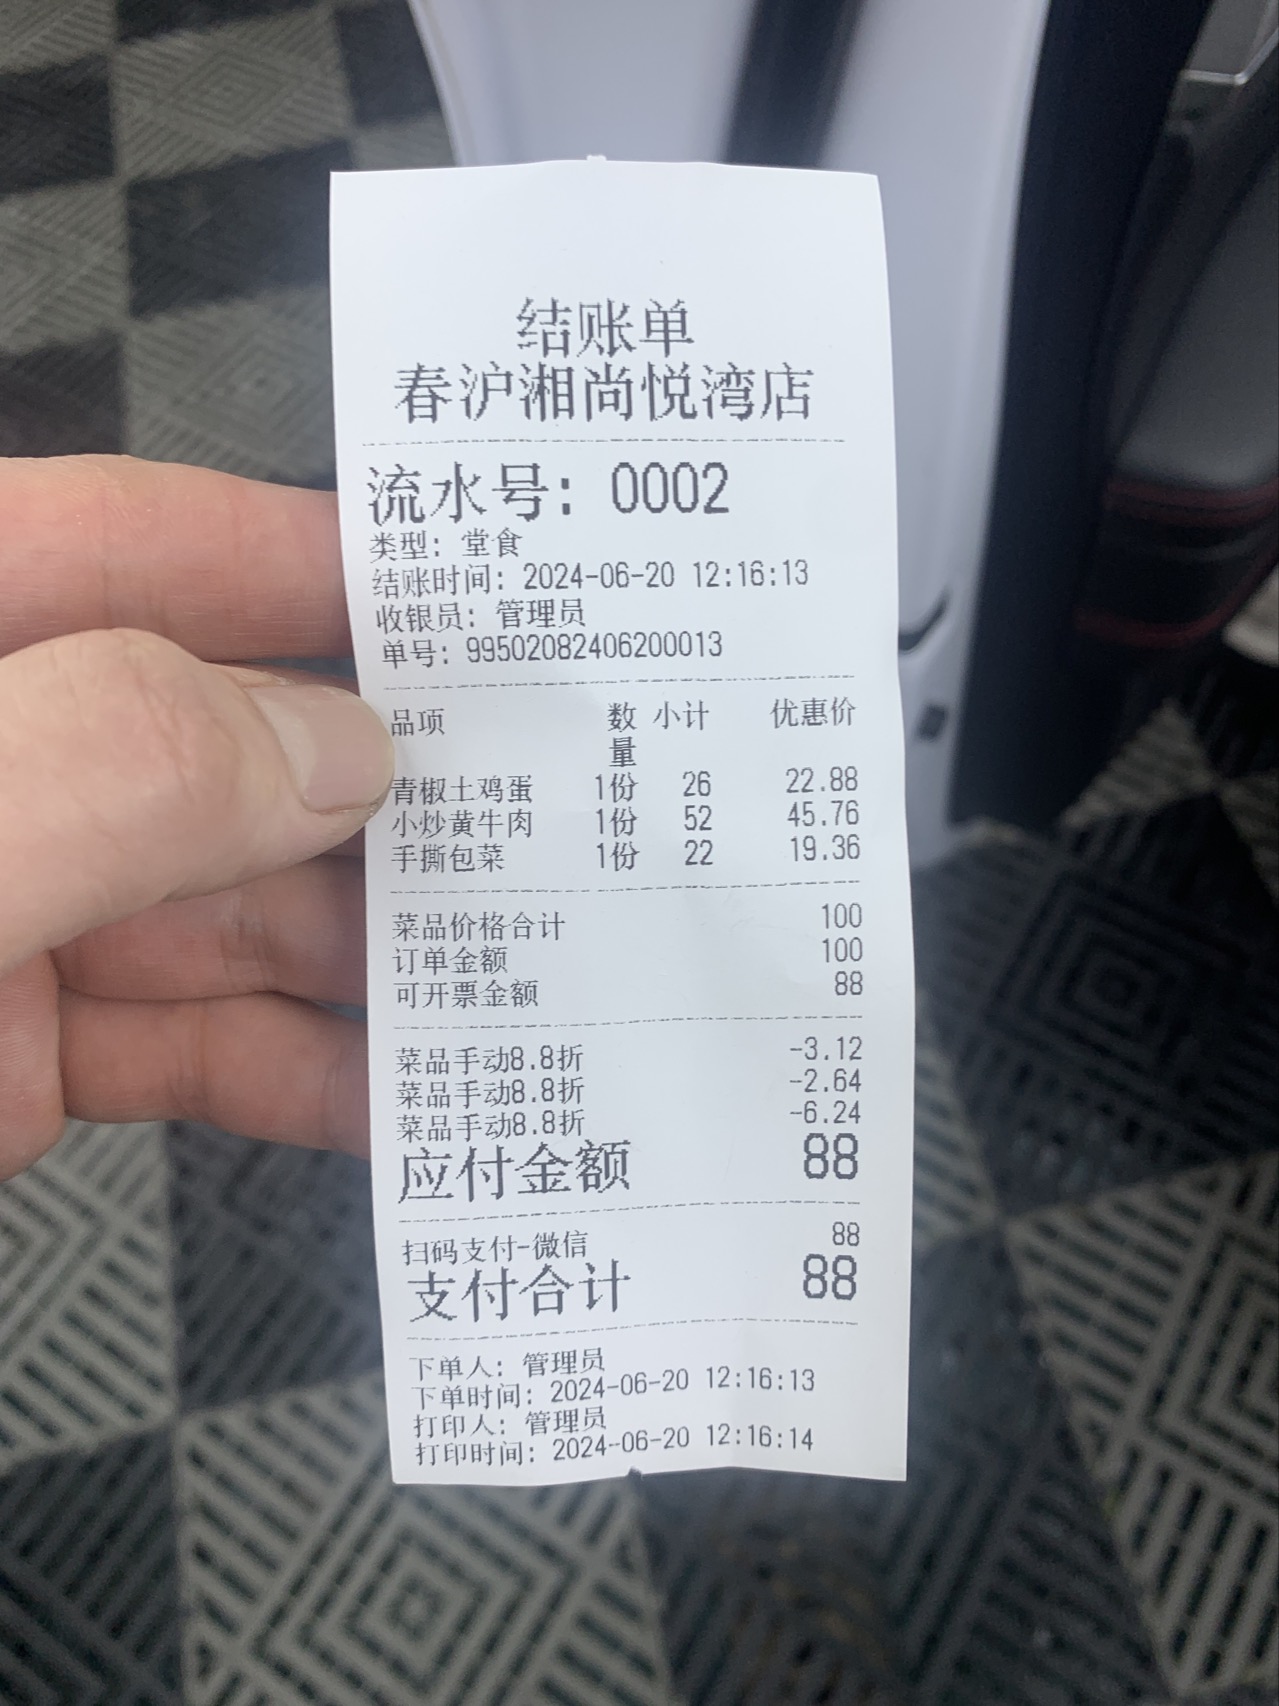 结账单
春沪湘尚悦湾店
流水号：0002
类型：堂食
结账时间：2024-06-20 12:16:13
收银员：管理员
单号：99502082406200013
品项 数量 小计 优惠价
青椒土鸡蛋 1份 26 22.88
小炒黄牛肉 1份 52 45.76
手撕包菜 1份 22 19.36
菜品价格合计 100
订单金额 100
可开票金额 88
菜品手动8.8折 -3.12
菜品手动8.8折 -2.64
菜品手动8.8折 -6.24
应付金额 88
扫码支付-微信 88
支付合计 88
下单人：管理员
下单时间：2024-06-20 12:16:13
打印人：管理员
打印时间：2024-06-20 12:16:14